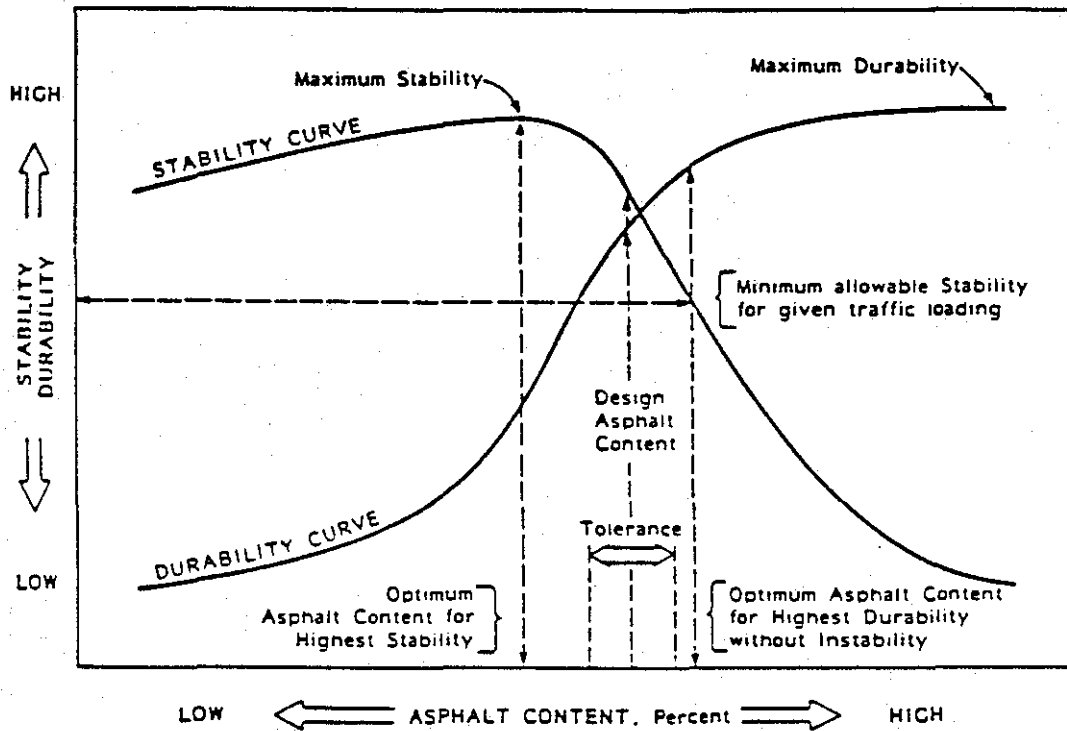 Maximum Stability
Maximum Durability
HIGH
STABILITY CURVE
STABILITY
DURABILITY
Minimum allowable Stability
for given traffic loading
Design
Asphalt
Content
DURABILITY CURVE
Tolerance
LOW
Optimum
Asphalt Content for
Highest Stability
Optimum Asphalt Content
for Highest Durability
without Instability
LOW
ASPHALT CONTENT, Percent
HIGH